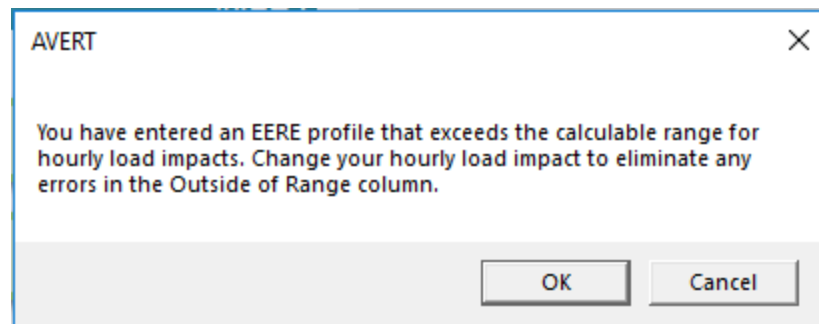 AVERT
You have entered an EERE profile that exceeds the calculable range for
hourly load impacts. Change your hourly load impact to eliminate any
errors in the Outside of Range column.
OK
Cancel